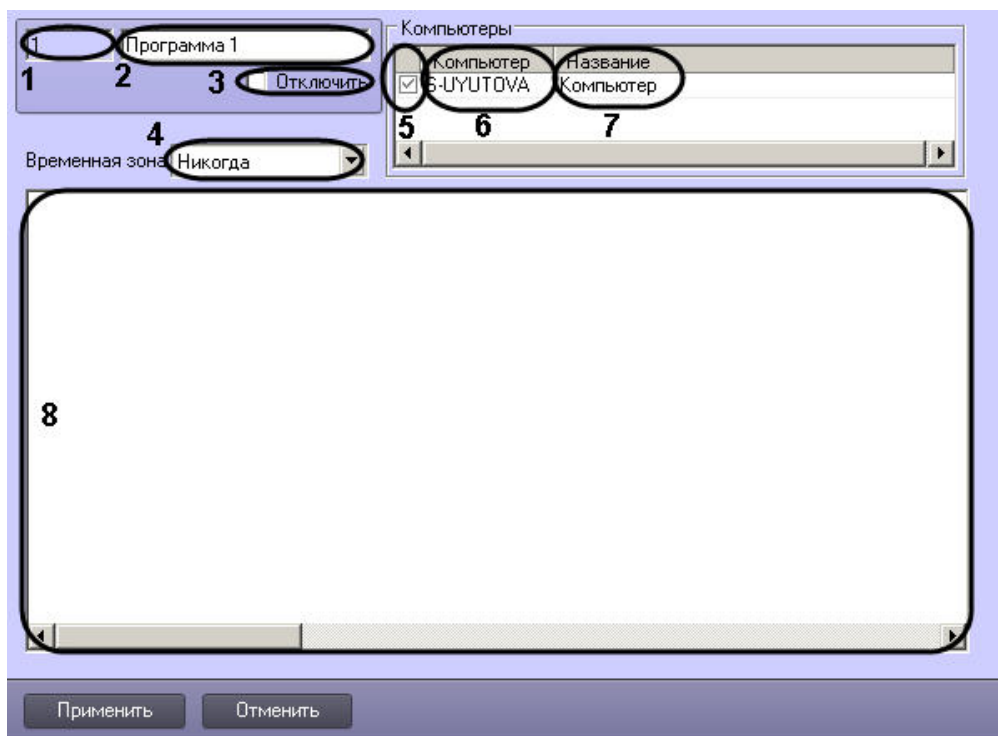 1 Программа 1
1 2 3 Отключить
4
Временная зона Никогда
Компьютеры
Компьютер Название
S-UYUTOVA Компьютер
5 6 7
8
Применить Отменить